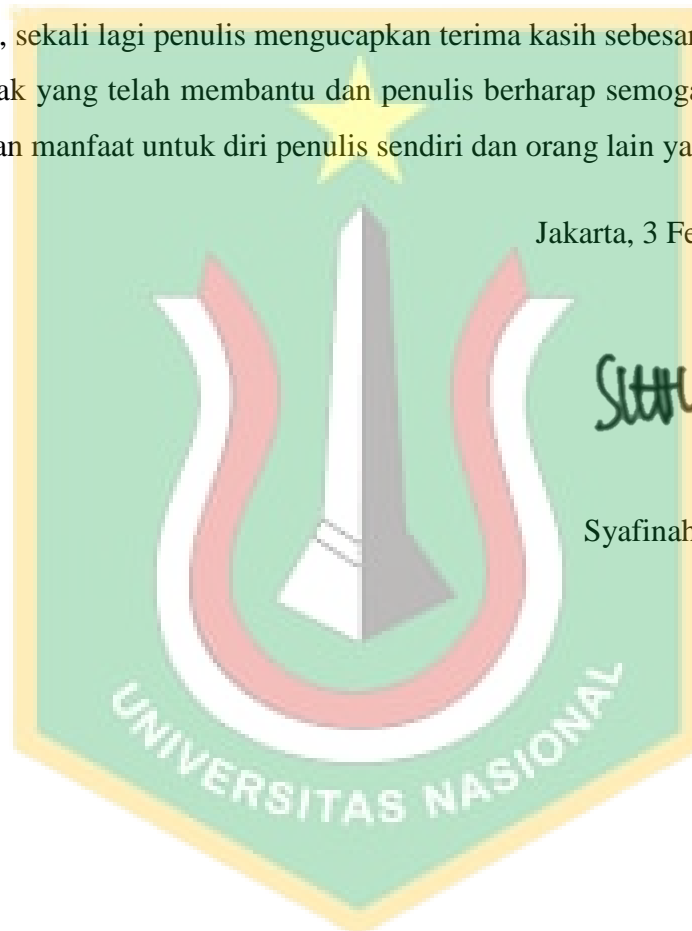 , sekali lagi penulis mengucapkan terima kasih sebesar
ak yang telah membantu dan penulis berharap semoga
an manfaat untuk diri penulis sendiri dan orang lain ya
Jakarta, 3 Fe
Syafinah
UNIVERSITAS NASIONAL